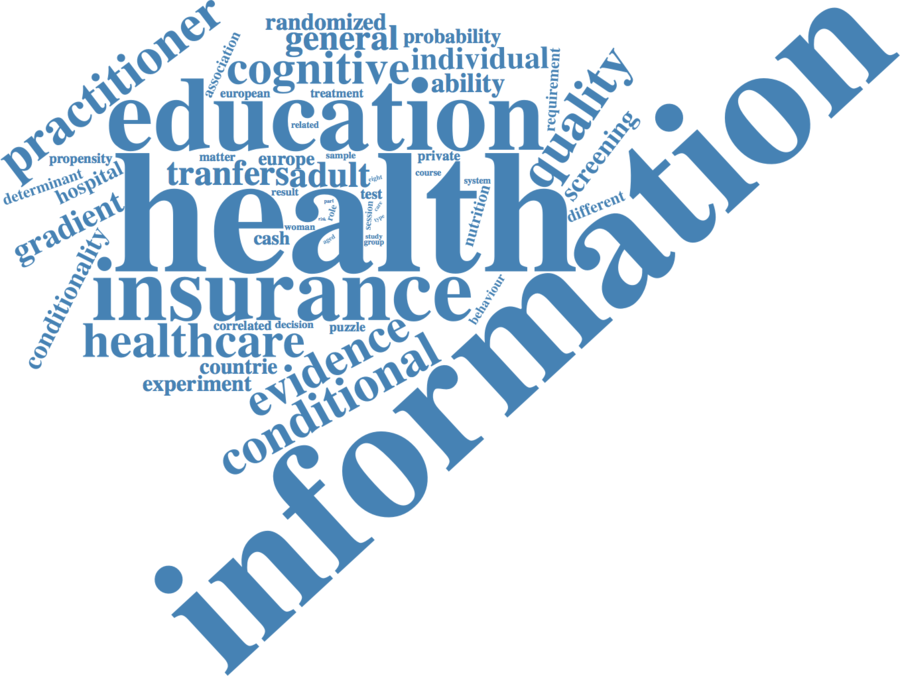 practitioner
randomized
general
probability
association
cognitive
individual
ability
requirement
quality
european
treatment
education
related
screening
propensity
matter
europe
sample
private
determinant
hospital
tranfers
adult
right
course
system
result
test
nutrition
different
gradient
health
part
role
session
type
woman
cash
aged
study
group
conditionality
insurance
behaviour
correlated
decision
puzzle
healthcare
evidence
countrie
experiment
conditional
information